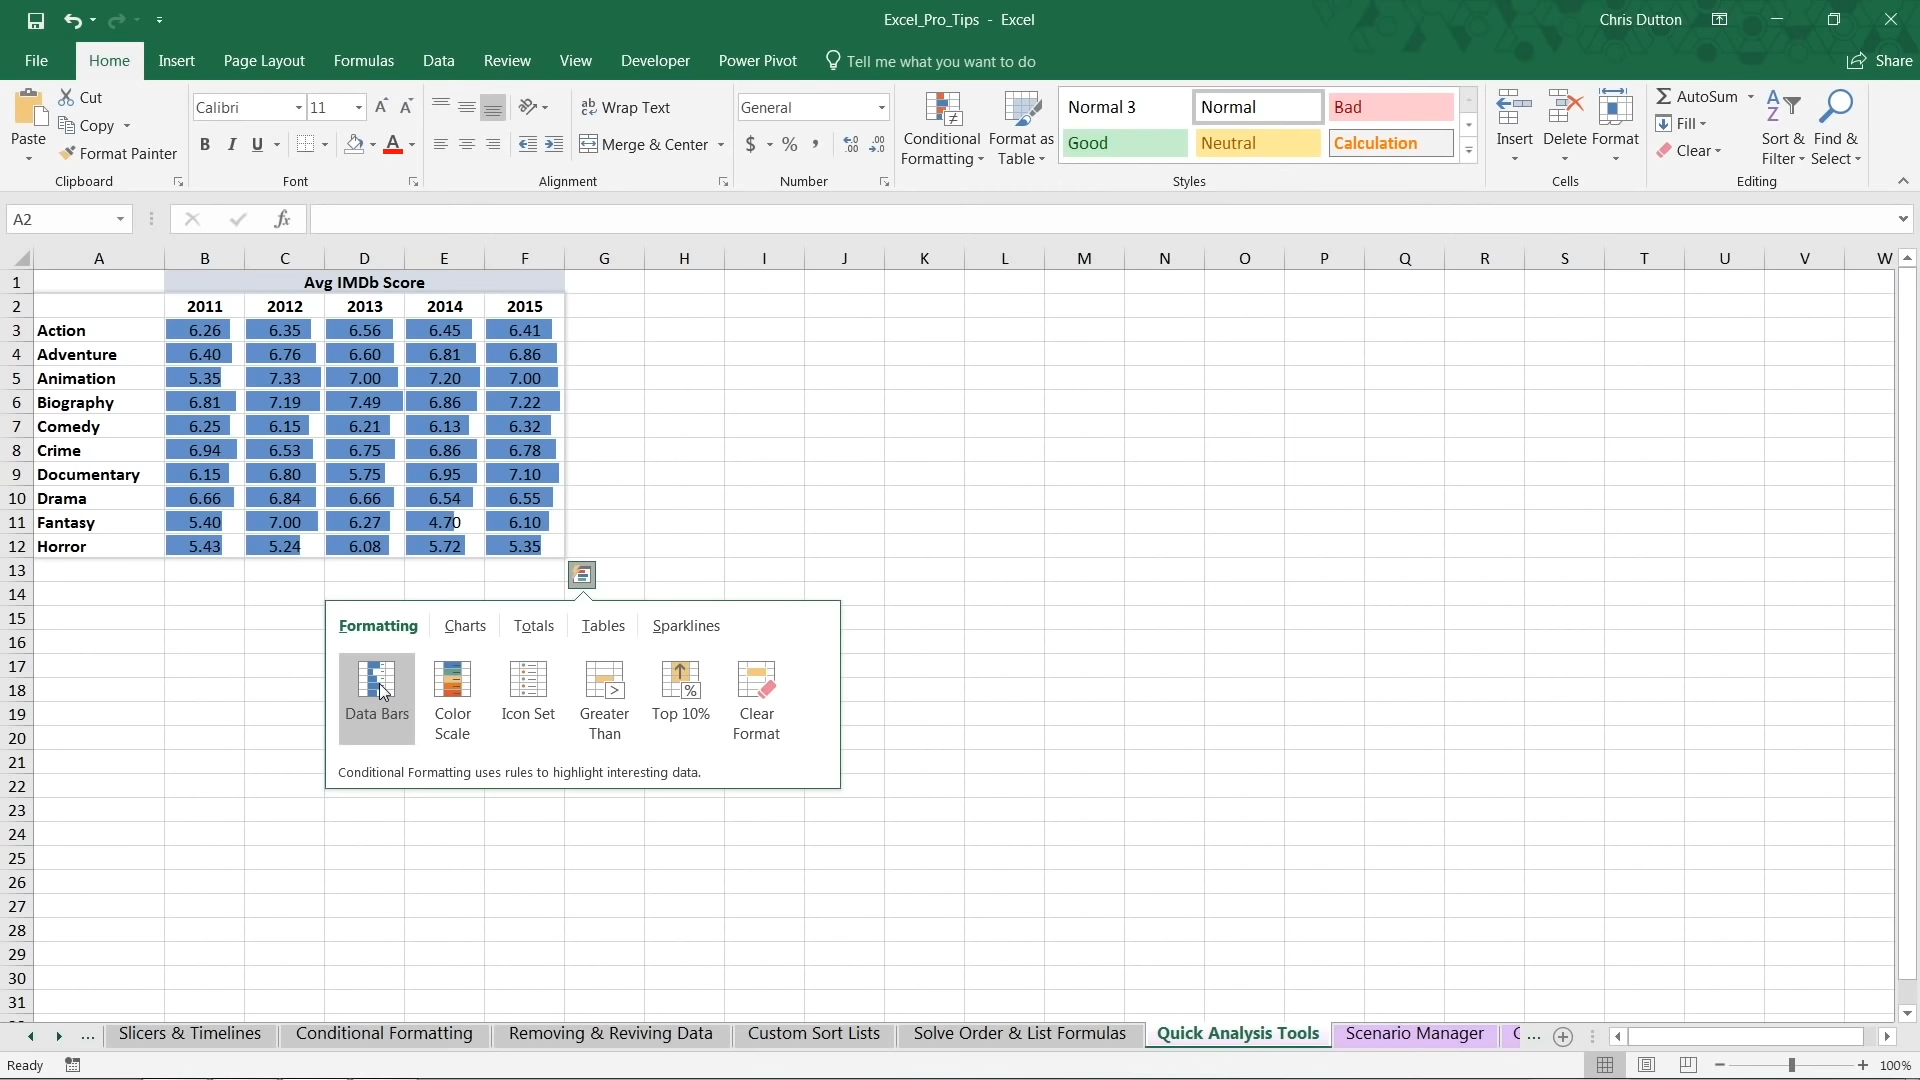 Excel_Pro_Tips - Excel
Chris Dutton
File Home Insert Page Layout Formulas Data Review View Developer Power Pivot Tell me what you want to do Share
Paste
Cut
Copy
Format Painter
Clipboard
Calibri 11
B I U A
Font
Wrap Text
Merge & Center
Alignment
General
$ % ,
Number
Conditional Formatting
Format as Table
Normal 3 Normal Bad
Good Neutral Calculation
Styles
Insert Delete Format
Cells
AutoSum
Fill
Clear
Sort & Filter
Find & Select
Editing
A2
fx
A B C D E F G H I J K L M N O P Q R S T U V W
1 Avg IMDb Score
2 2011 2012 2013 2014 2015
3 Action 6.26 6.35 6.56 6.45 6.41
4 Adventure 6.40 6.76 6.60 6.81 6.86
5 Animation 5.35 7.33 7.00 7.20 7.00
6 Biography 6.81 7.19 7.49 6.86 7.22
7 Comedy 6.25 6.15 6.21 6.13 6.32
8 Crime 6.94 6.53 6.75 6.86 6.78
9 Documentary 6.15 6.80 5.75 6.95 7.10
10 Drama 6.66 6.84 6.66 6.54 6.55
11 Fantasy 5.40 7.00 6.27 4.70 6.10
12 Horror 5.43 5.24 6.08 5.72 5.35
13
14
15
16
17
18
19
20
21
22
23
24
25
26
27
28
29
30
31
Formatting Charts Totals Tables Sparklines
Data Bars
Color Scale
Icon Set
Greater Than
Top 10%
Clear Format
Conditional Formatting uses rules to highlight interesting data.
... Slicers & Timelines Conditional Formatting Removing & Reviving Data Custom Sort Lists Solve Order & List Formulas Quick Analysis Tools Scenario Manager ...
Ready
100%